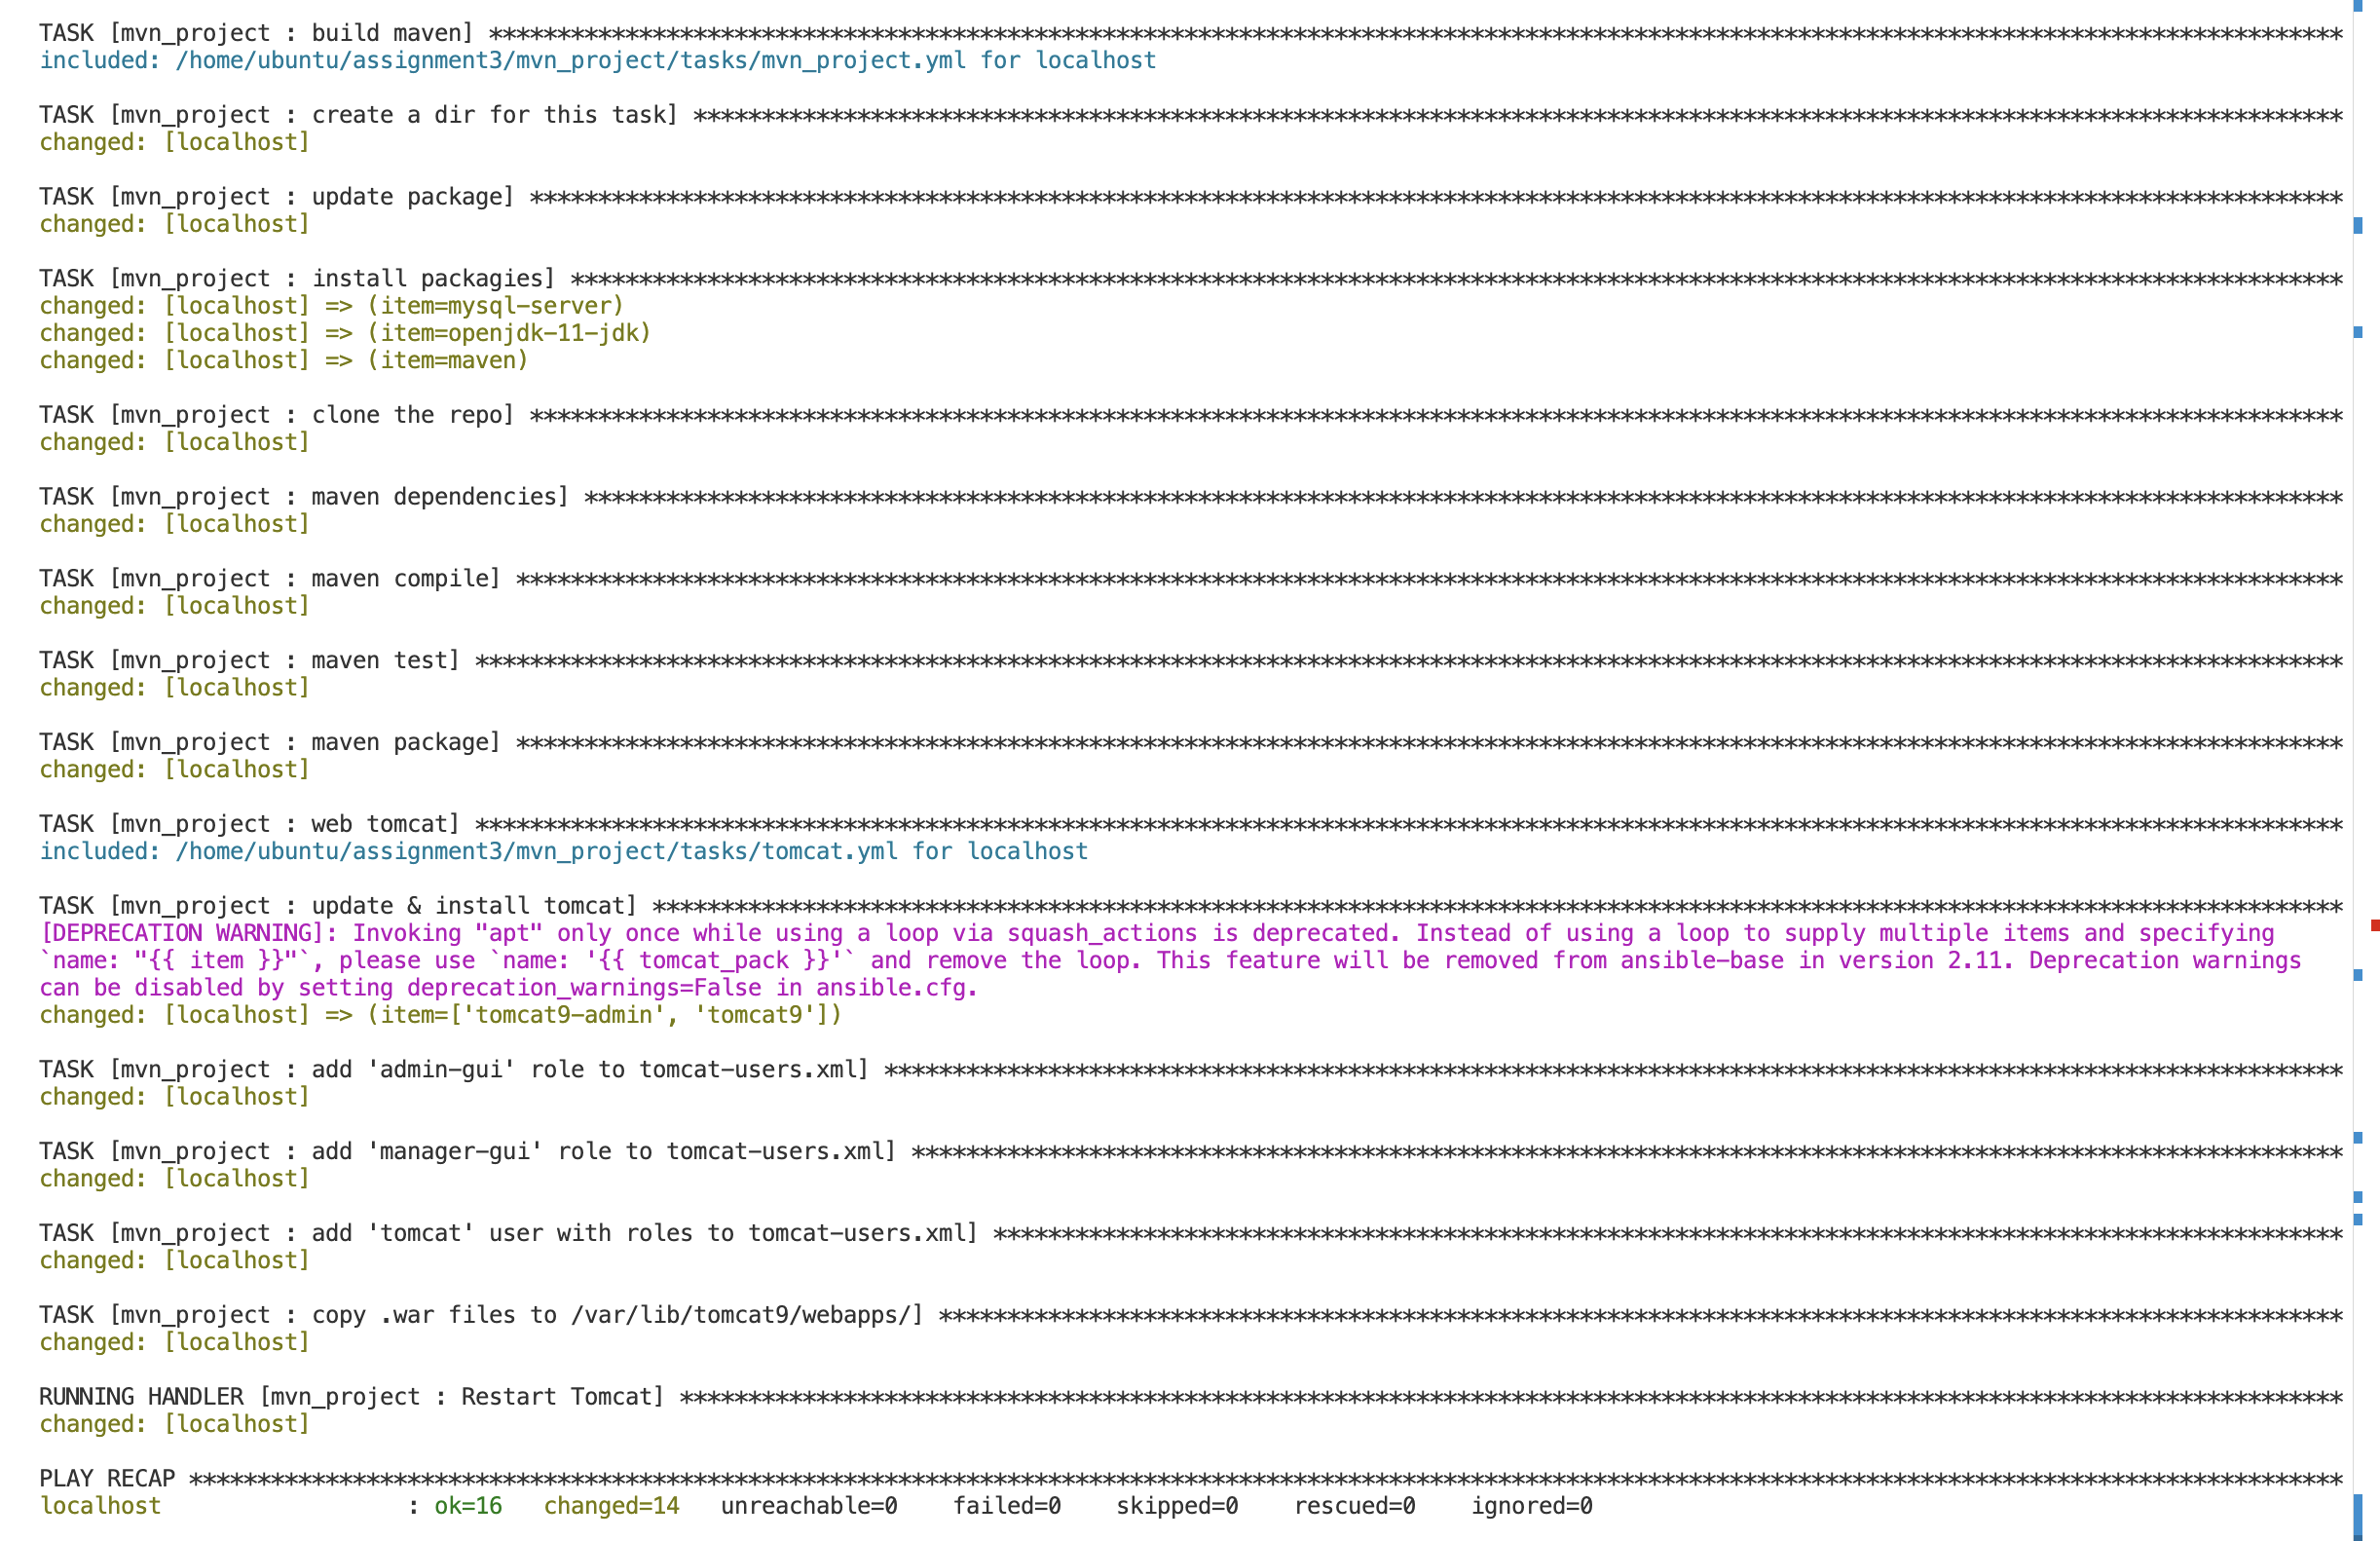 TASK [mvn_project : build maven] ****************************************************************************************************************************************
included: /home/ubuntu/assignment3/mvn_project/tasks/mvn_project.yml for localhost
TASK [mvn_project : create a dir for this task] *************************************************************************************************************************
changed: [localhost]
TASK [mvn_project : update package] *************************************************************************************************************************************
changed: [localhost]
TASK [mvn_project : install packagies] **********************************************************************************************************************************
changed: [localhost] => (item=mysql-server)
changed: [localhost] => (item=openjdk-11-jdk)
changed: [localhost] => (item=maven)
TASK [mvn_project : clone the repo] *************************************************************************************************************************************
changed: [localhost]
TASK [mvn_project : maven dependencies] *********************************************************************************************************************************
changed: [localhost]
TASK [mvn_project : maven compile] **************************************************************************************************************************************
changed: [localhost]
TASK [mvn_project : maven test] *****************************************************************************************************************************************
changed: [localhost]
TASK [mvn_project : maven package] **************************************************************************************************************************************
changed: [localhost]
TASK [mvn_project : web tomcat] *****************************************************************************************************************************************
included: /home/ubuntu/assignment3/mvn_project/tasks/tomcat.yml for localhost
TASK [mvn_project : update & install tomcat] ****************************************************************************************************************************
[DEPRECATION WARNING]: Invoking "apt" only once while using a loop via squash_actions is deprecated. Instead of using a loop to supply multiple items and specifying
`name: "{{ item }}"`, please use `name: '{{ tomcat_pack }}'` and remove the loop. This feature will be removed from ansible-base in version 2.11. Deprecation warnings
can be disabled by setting deprecation_warnings=False in ansible.cfg.
changed: [localhost] => (item=['tomcat9-admin', 'tomcat9'])
TASK [mvn_project : add 'admin-gui' role to tomcat-users.xml] ***********************************************************************************************************
changed: [localhost]
TASK [mvn_project : add 'manager-gui' role to tomcat-users.xml] *********************************************************************************************************
changed: [localhost]
TASK [mvn_project : add 'tomcat' user with roles to tomcat-users.xml] ***************************************************************************************************
changed: [localhost]
TASK [mvn_project : copy .war files to /var/lib/tomcat9/webapps/] *******************************************************************************************************
changed: [localhost]
RUNNING HANDLER [mvn_project : Restart Tomcat] **************************************************************************************************************************
changed: [localhost]
PLAY RECAP **************************************************************************************************************************************************************
localhost                  : ok=16   changed=14   unreachable=0    failed=0    skipped=0    rescued=0    ignored=0